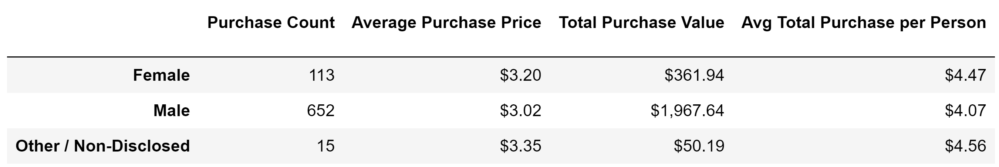 Purchase Count Average Purchase Price Total Purchase Value Avg Total Purchase per Person
Female 113 $3.20 $361.94 $4.47
Male 652 $3.02 $1,967.64 $4.07
Other / Non-Disclosed 15 $3.35 $50.19 $4.56